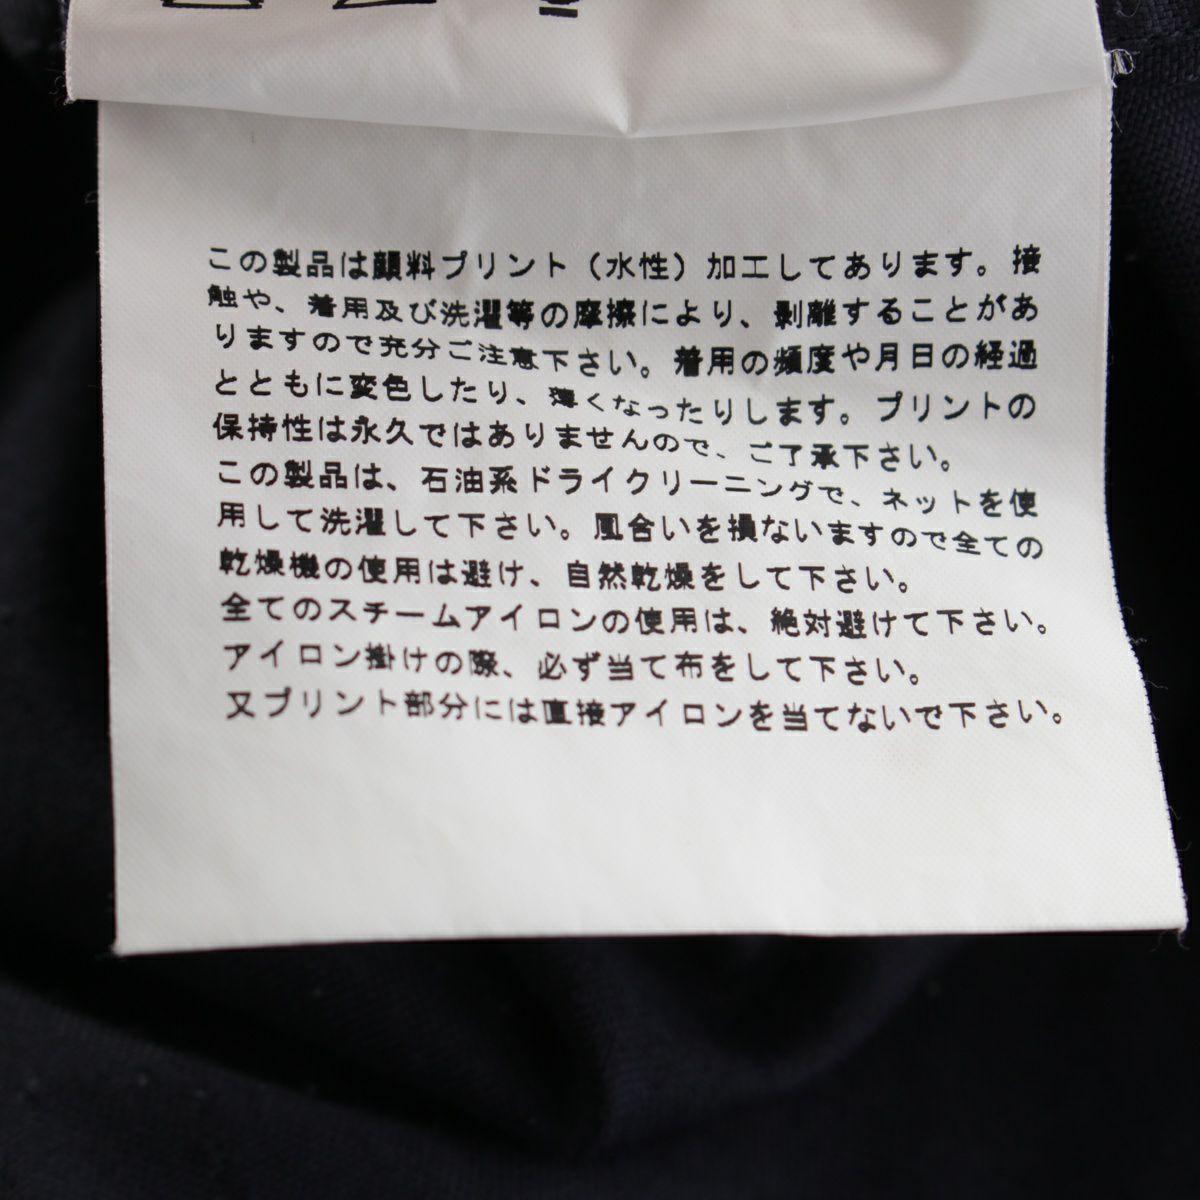 この製品は顔料プリント（水性）加工してあります。接
触や、着用及び洗濯等の摩擦により、剥離することがあ
りますので充分ご注意下さい。着用の頻度や月日の経過
とともに変色したり、薄くなったりします。プリントの
保持性は永久ではありませんので、ご了承下さい。
この製品は、石油系ドライクリーニングで、ネットを使
用して洗濯して下さい。風合いを損ないますので全ての
乾燥機の使用は避け、自然乾燥をして下さい。
全てのスチームアイロンの使用は、絶対避けて下さい。
アイロン掛けの際、必ず当て布をして下さい。
又プリント部分には直接アイロンを当てないで下さい。